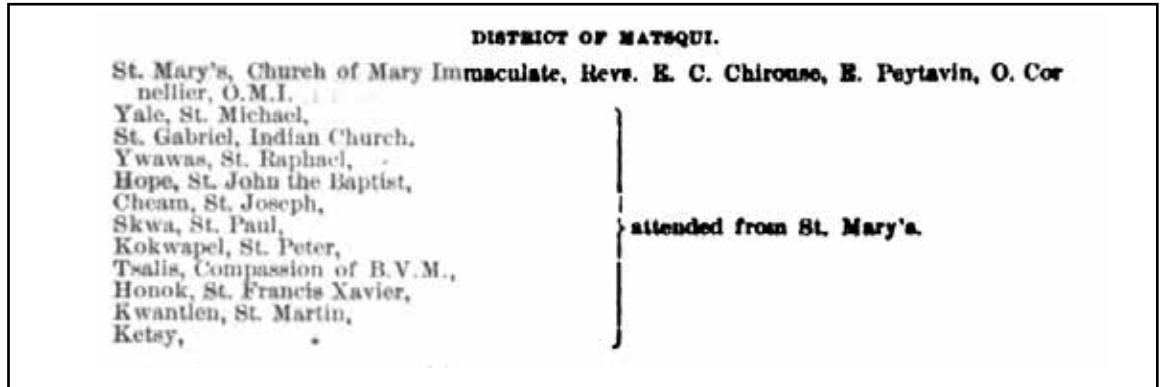 DISTRICT OF MATSQUI.
St. Mary's, Church of Mary Immaculate, Revs. E. C. Chirouse, E. Peytavin, O. Cor
nellier, O.M.I.
Yale, St. Michael,
St. Gabriel, Indian Church,
Ywawas, St. Raphael,
Hope, St. John the Baptist,
Cheam, St. Joseph,
Skwa, St. Paul,
Kokwapel, St. Peter,
attended from St. Mary's.
Tsalis, Compassion of B.V.M.,
Honok, St. Francis Xavier,
Kwantlen, St. Martin,
Ketsy,